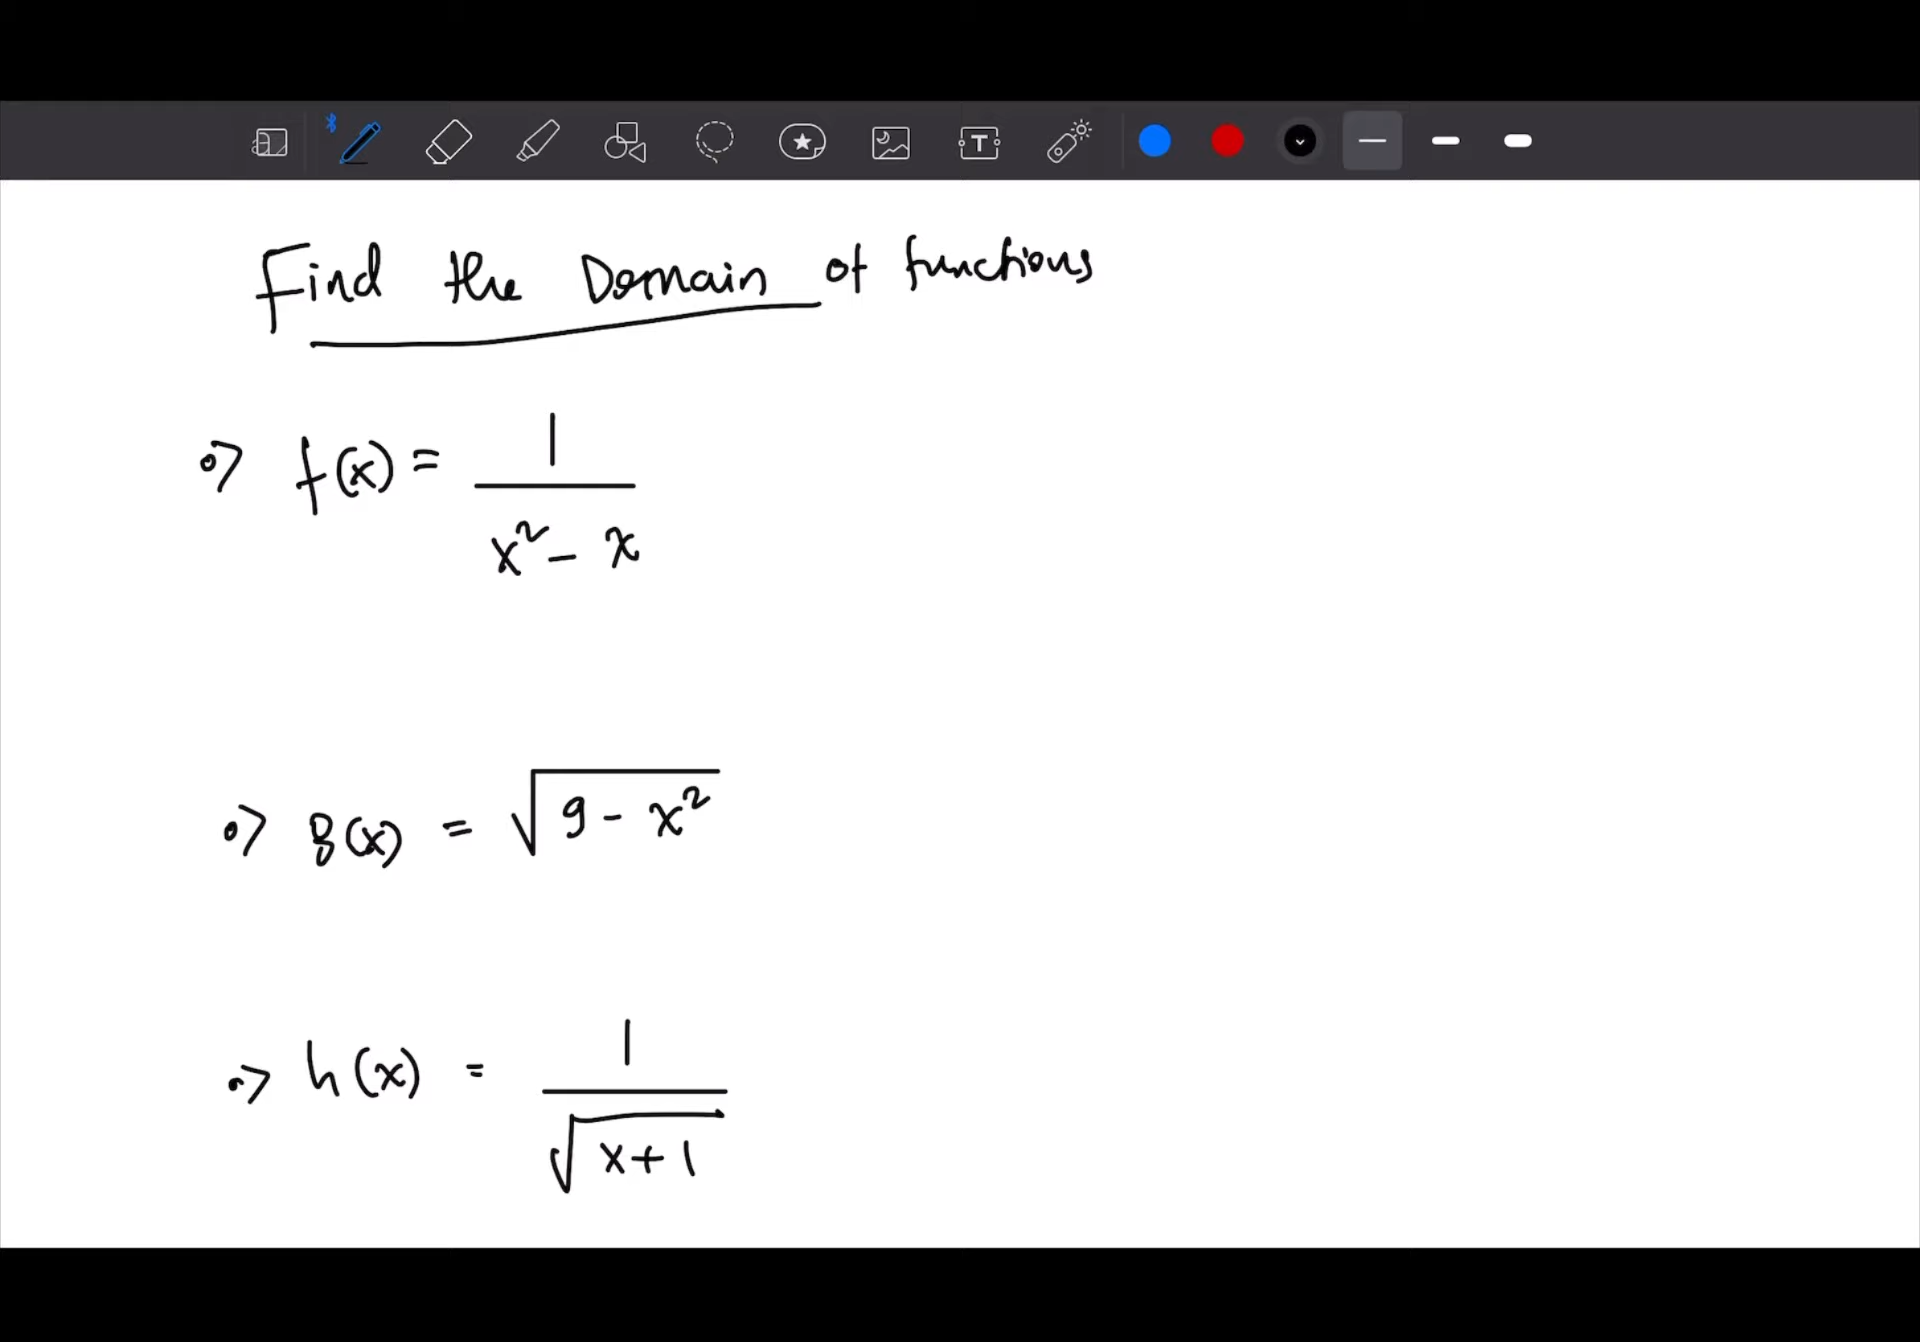 Find the Domain of functions
⇒ f(x) = 1 / (x² - x)
⇒ g(x) = √(9 - x²)
⇒ h(x) = 1 / √(x+1)